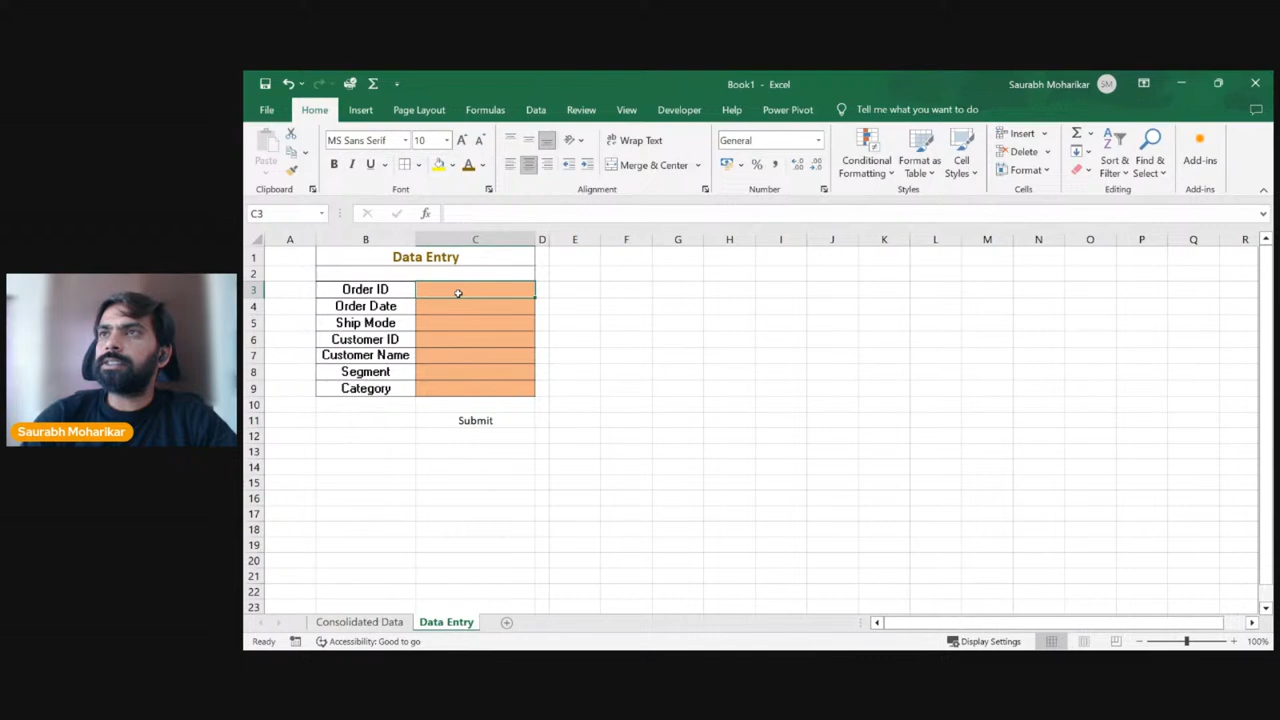 Book1 - Excel
Saurabh Moharikar
SM
File
Home
Insert
Page Layout
Formulas
Data
Review
View
Developer
Help
Power Pivot
Tell me what you want to do
Paste
Clipboard
MS Sans Serif
10
B I U
Font
Wrap Text
Merge & Center
Alignment
General
Number
Conditional
Formatting
Format as
Table
Cell
Styles
Styles
Insert
Delete
Format
Cells
Sort &
Filter
Find &
Select
Editing
Add-ins
Add-ins
C3
fx
A B C D E F G H I J K L M N O P Q R
1 Data Entry
2
3 Order ID
4 Order Date
5 Ship Mode
6 Customer ID
7 Customer Name
8 Segment
9 Category
10
11 Submit
12
13
14
15
16
17
18
19
20
21
22
23
Saurabh Moharikar
Consolidated Data
Data Entry
Ready
Accessibility: Good to go
Display Settings
100%